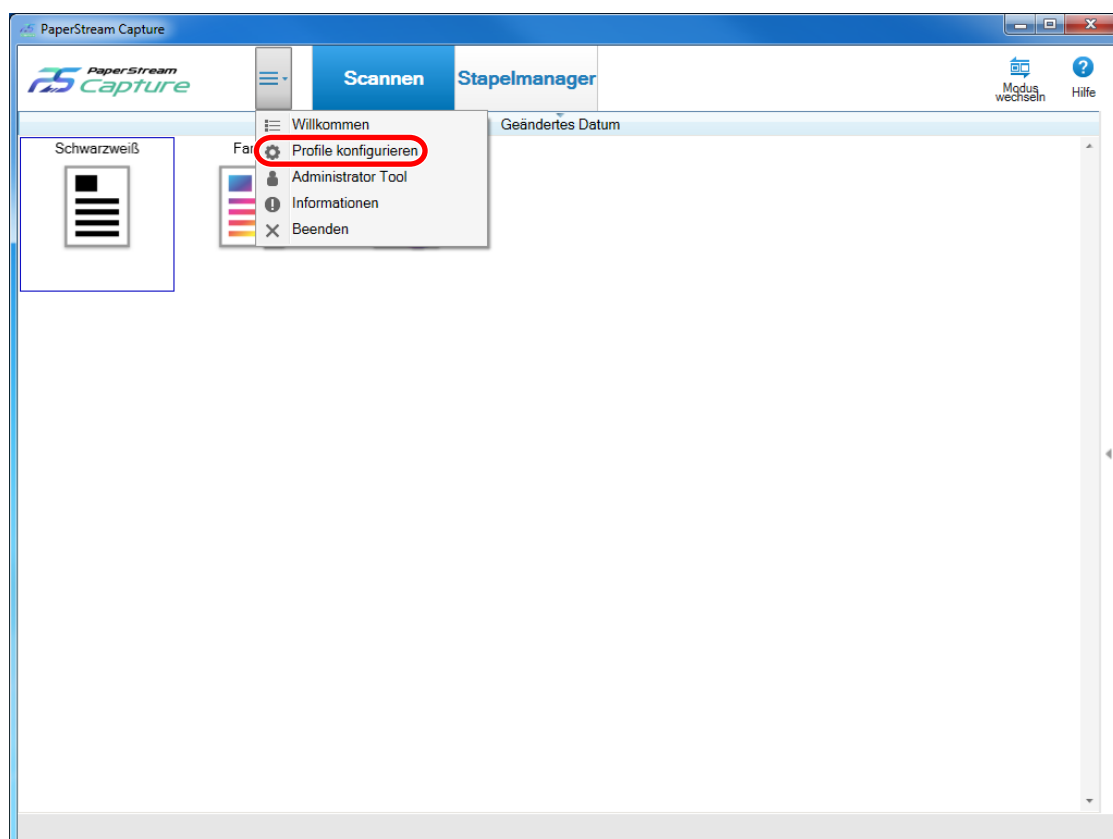 PaperStream Capture
PaperStream
Capture
Scannen
Stapelmanager
Modus
wechseln
Hilfe
Geändertes Datum
Willkommen
Profile konfigurieren
Administrator Tool
Informationen
Beenden
Schwarzweiß